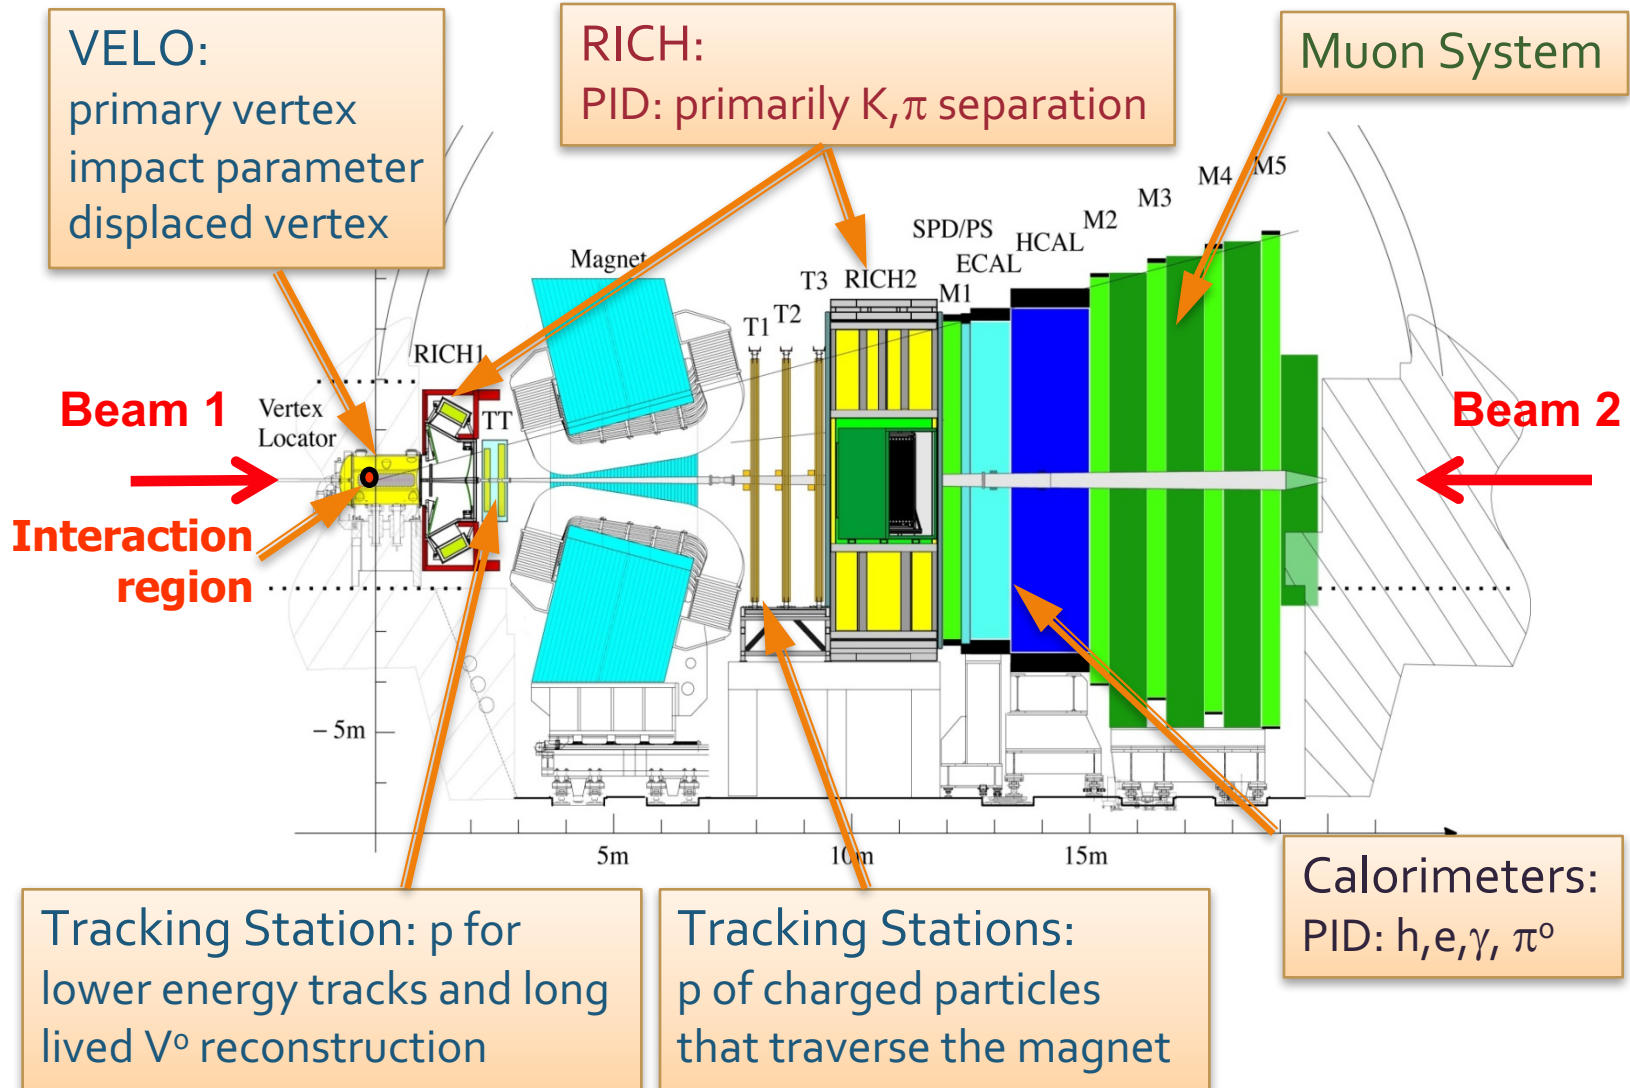 VELO:
primary vertex
impact parameter
displaced vertex
RICH:
PID: primarily K,π separation
Muon System
M5
M4
M3
M2
SPD/PS
HCAL
ECAL
M1
Magnet
T3
RICH2
T2
T1
RICH1
TT
Beam 1
Vertex
Locator
Beam 2
Interaction
region
– 5m
5m
10m
15m
Tracking Station: p for
lower energy tracks and long
lived Vº reconstruction
Tracking Stations:
p of charged particles
that traverse the magnet
Calorimeters:
PID: h,e,γ, πº